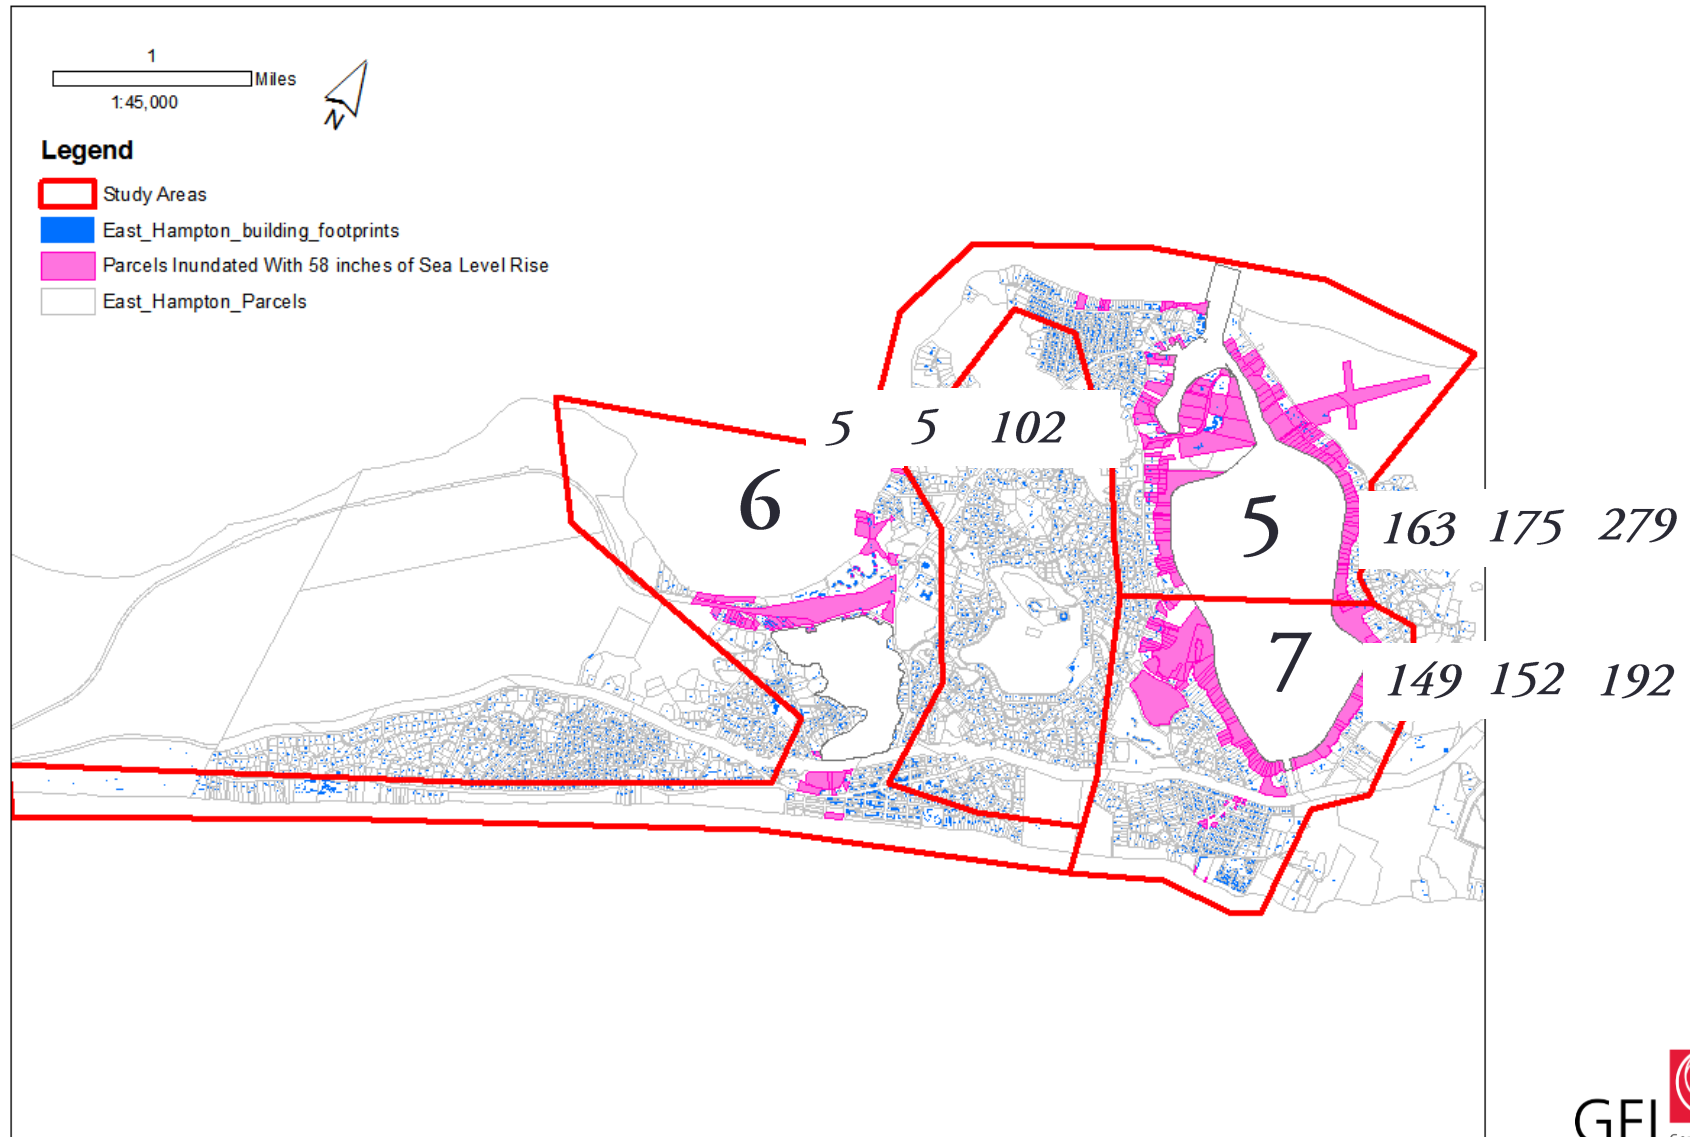 1
Miles
1:45,000
N
Legend
Study Areas
East_Hampton_building_footprints
Parcels Inundated With 58 inches of Sea Level Rise
East_Hampton_Parcels
5 5 102
6
5
163 175 279
7
149 152 192
GEI